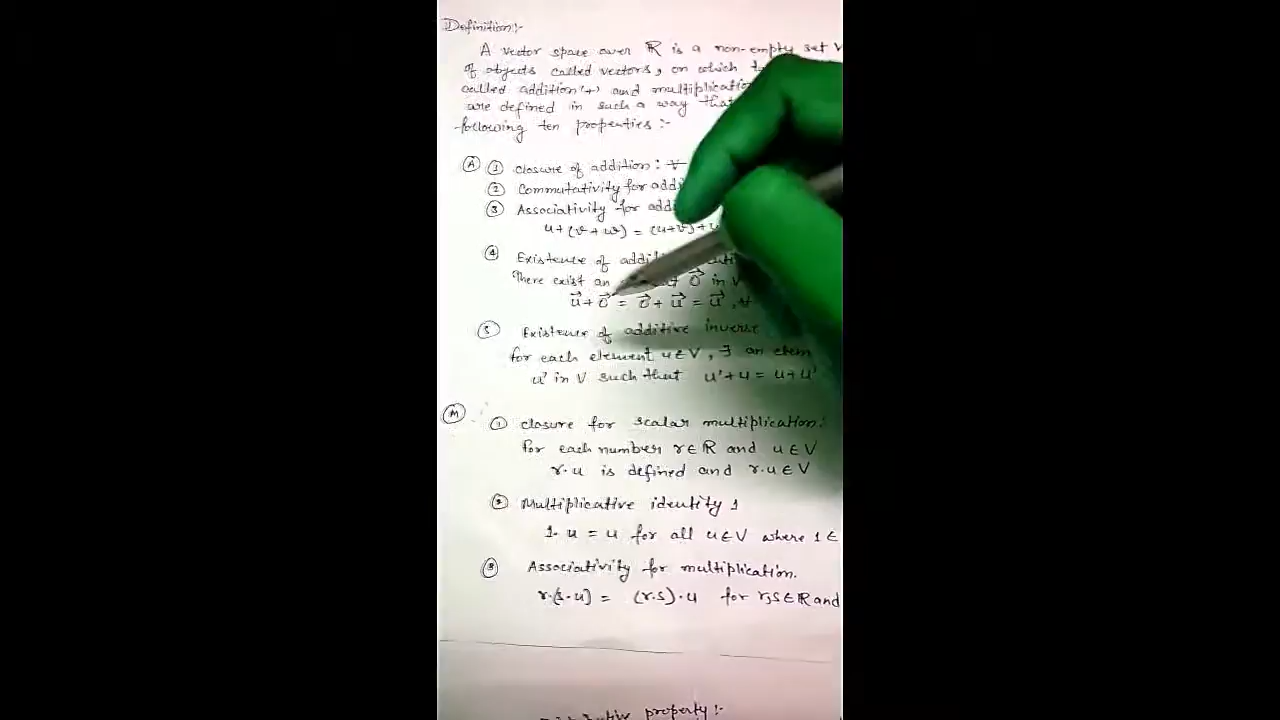 Definition:-
A vector space over ℝ is a non-empty set V
of objects called vectors, on which
called addition (+) and multiplication
are defined in such a way that
following ten properties :-
Ⓐ ① closure of addition :
② Commutativity for addi
③ Associativity for addi
u + (v + w) = (u+v) +
④ Existence of addit
There exist an 0⃗ in V
u⃗ + 0⃗ = 0⃗ + u⃗ = u⃗ ,
⑤ Existence of additive inverse
for each element u∈V , ∃ an elem
u' in V such that u'+u = u+u'
Ⓜ ① closure for scalar multiplication:
for each number r∈ℝ and u∈V
r·u is defined and r·u∈V
② Multiplicative identity 1
1·u = u for all u∈V where 1∈
③ Associativity for multiplication.
r·(s·u) = (r·s)·u for r,s∈ℝ and
property :-